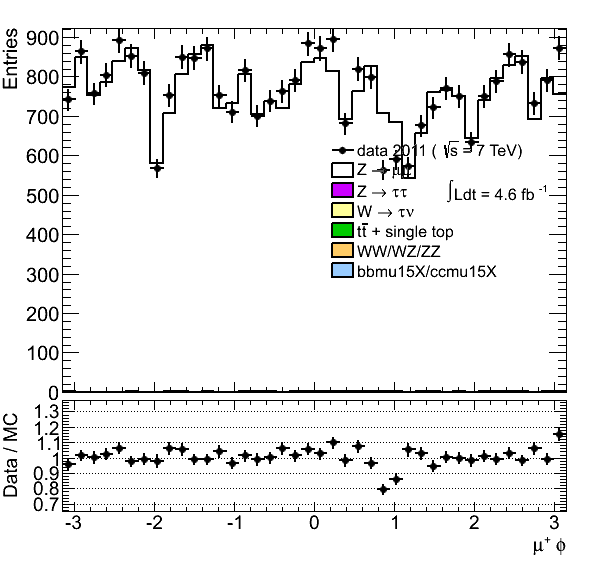 Entries
900
800
700
600
500
400
300
200
100
0
data 2011 ( √s = 7 TeV)
Z → μμ
∫Ldt = 4.6 fb⁻¹
Z → ττ
W → τν
tt̄ + single top
WW/WZ/ZZ
bbmu15X/ccmu15X
Data / MC
1.3
1.2
1.1
1
0.9
0.8
0.7
-3 -2 -1 0 1 2 3
μ⁺ ϕ